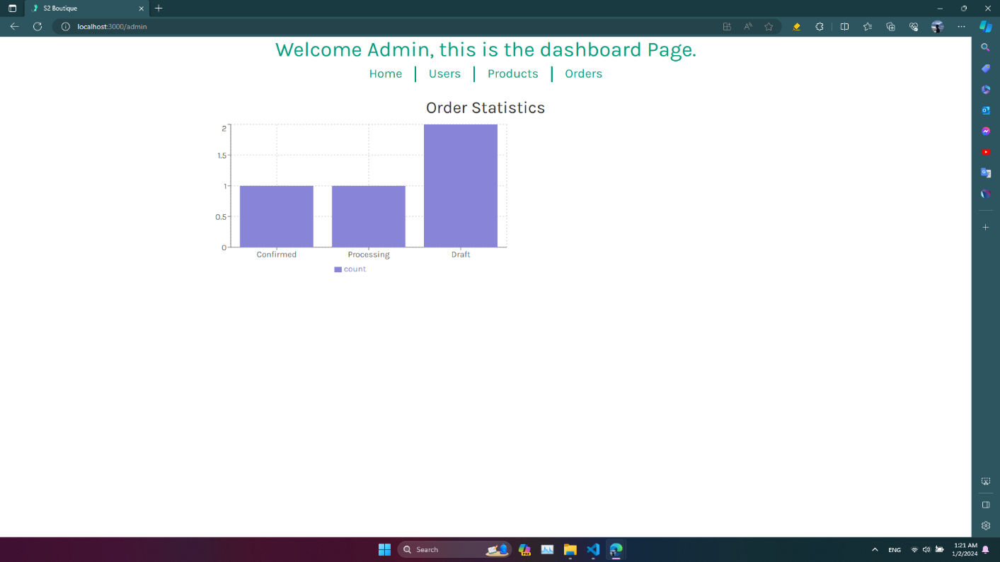 S2 Boutique
localhost:3000/admin
Welcome Admin, this is the dashboard Page.
Home Users Products Orders
Order Statistics
2
1.5
1
0.5
0
Confirmed Processing Draft
count
Search
ENG
1:21 AM
1/2/2024